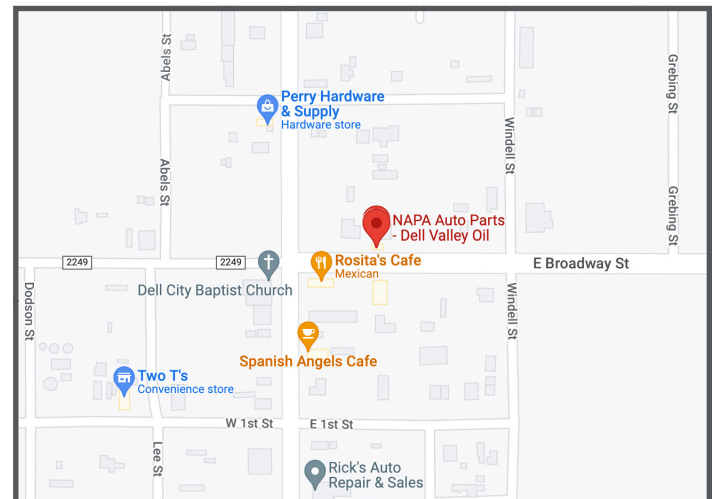 Abels St
Grebing St
Perry Hardware
& Supply
Hardware store
Windell St
Abels St
Grebing St
NAPA Auto Parts
- Dell Valley Oil
2249
2249
Rosita's Cafe
Mexican
E Broadway St
Dell City Baptist Church
Dodson St
Windell St
Spanish Angels Cafe
Two T's
Convenience store
W 1st St
E 1st St
Lee St
Rick's Auto
Repair & Sales